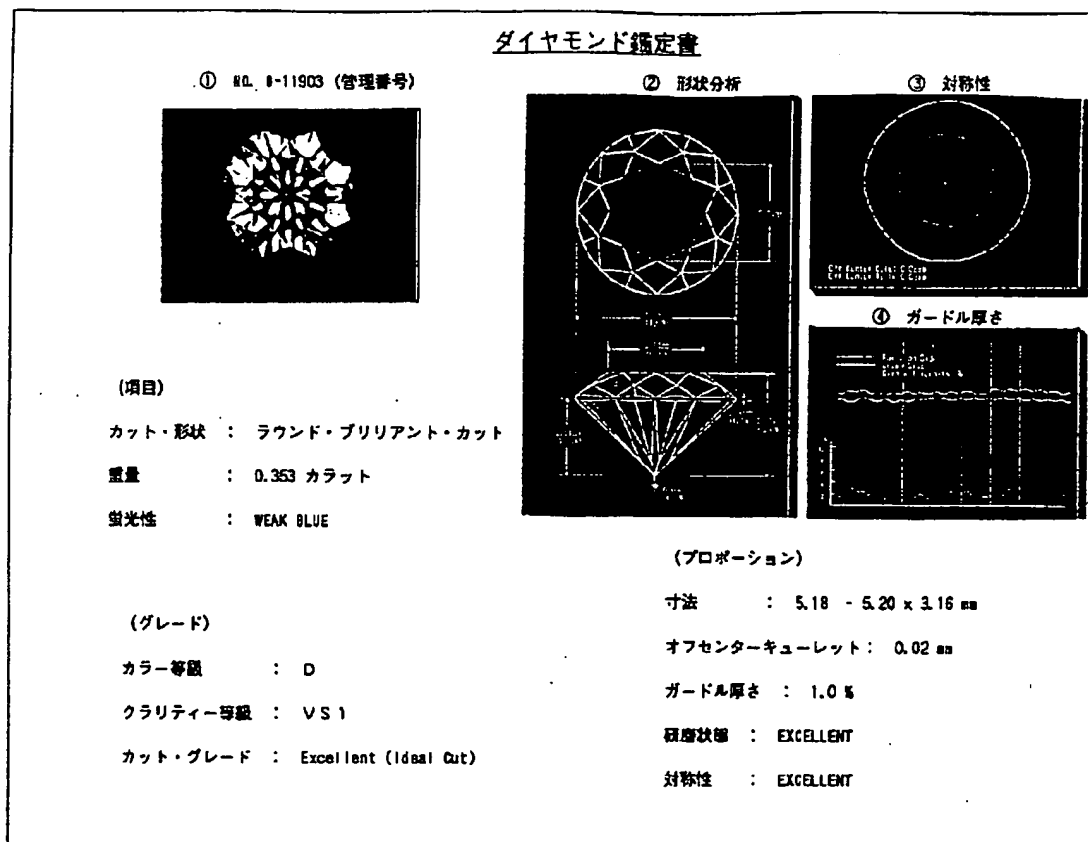 ダイヤモンド鑑定書
① NO. B-11903 (管理番号)
② 形状分析
③ 対称性
④ ガードル厚さ
(項目)
カット・形状 : ラウンド・ブリリアント・カット
重量 : 0.353 カラット
蛍光性 : WEAK BLUE
(グレード)
カラー等級 : D
クラリティー等級 : VS1
カット・グレード : Excellent (Ideal Cut)
(プロポーション)
寸法 : 5.18 - 5.20 x 3.16 mm
オフセンターキューレット: 0.02 mm
ガードル厚さ : 1.0 %
研磨状態 : EXCELLENT
対称性 : EXCELLENT